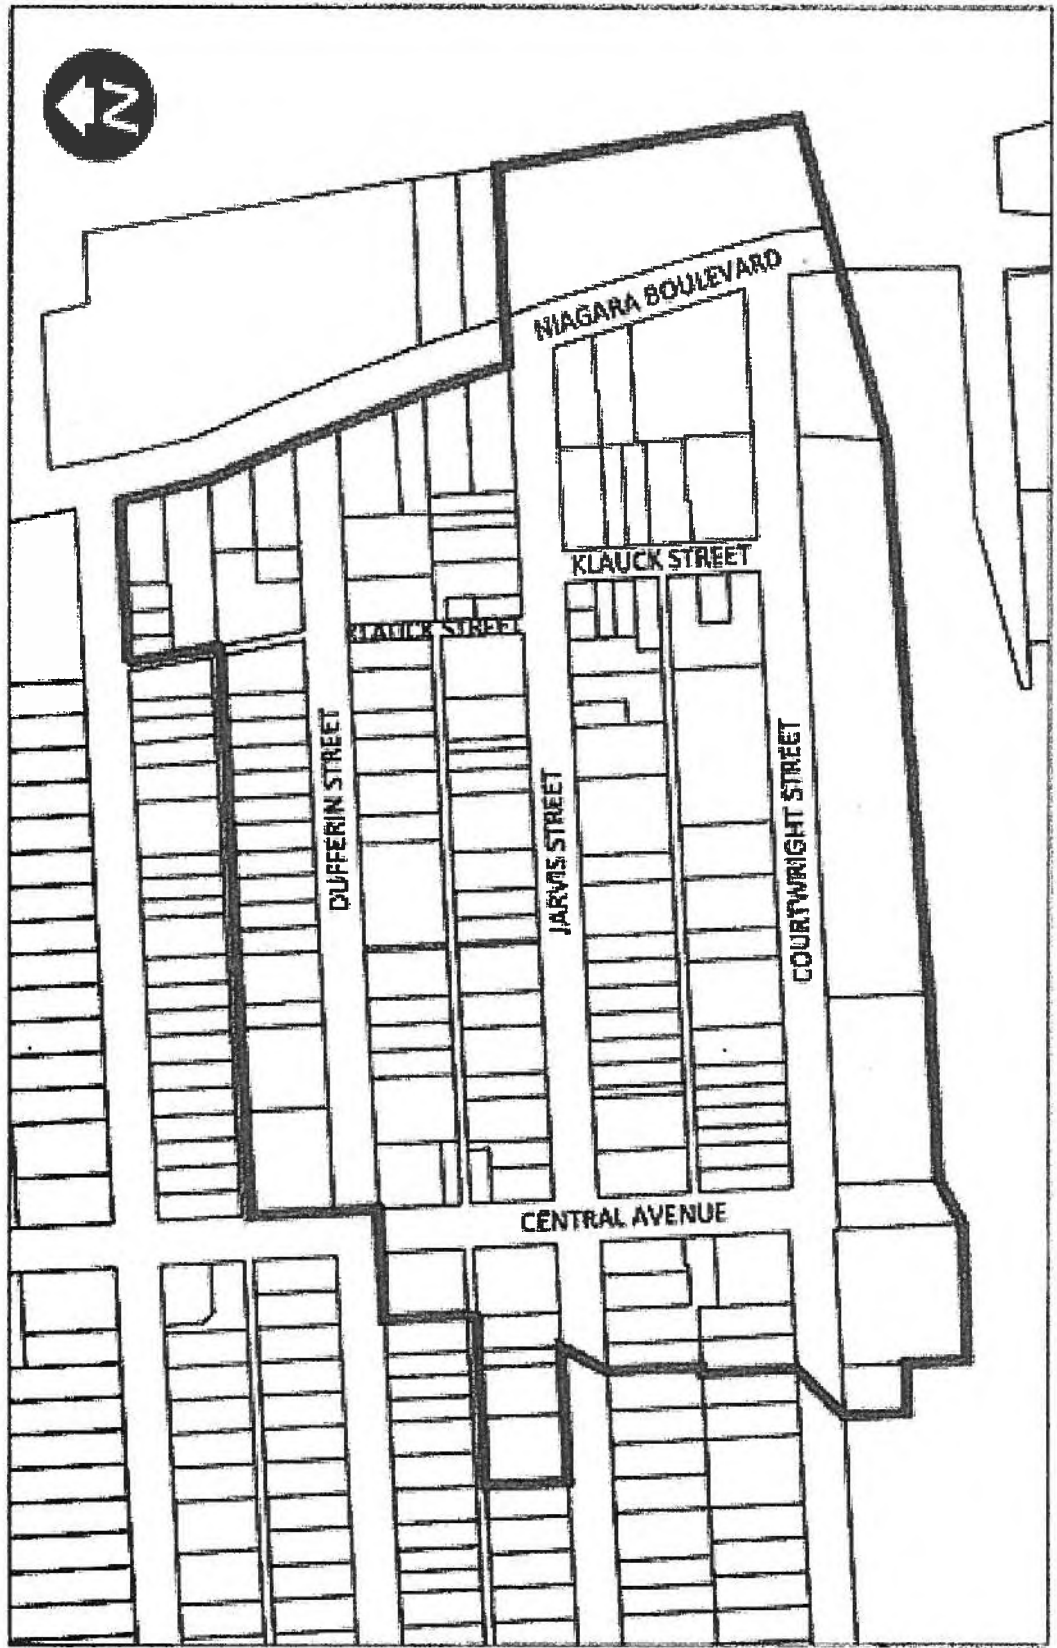 N
NIAGARA BOULEVARD
KLAUCK STREET
KLAUCK STREET
DUFFERIN STREET
JARVIS STREET
COURTWRIGHT STREET
CENTRAL AVENUE